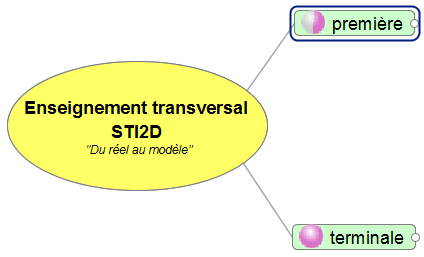 première
Enseignement transversal
STI2D
"Du réel au modèle"
terminale